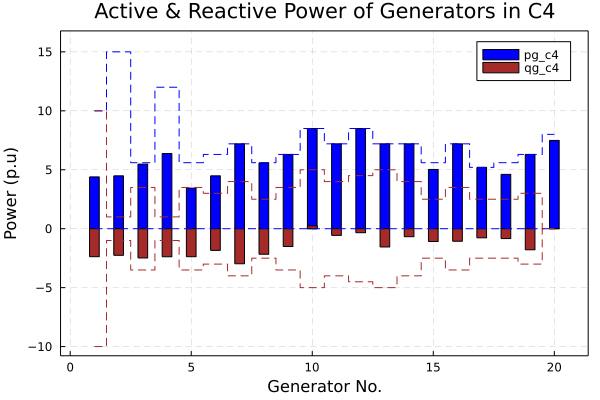 Active & Reactive Power of Generators in C4
pg_c4
qg_c4
Power (p.u)
15
10
5
0
−5
−10
0
5
10
15
20
Generator No.